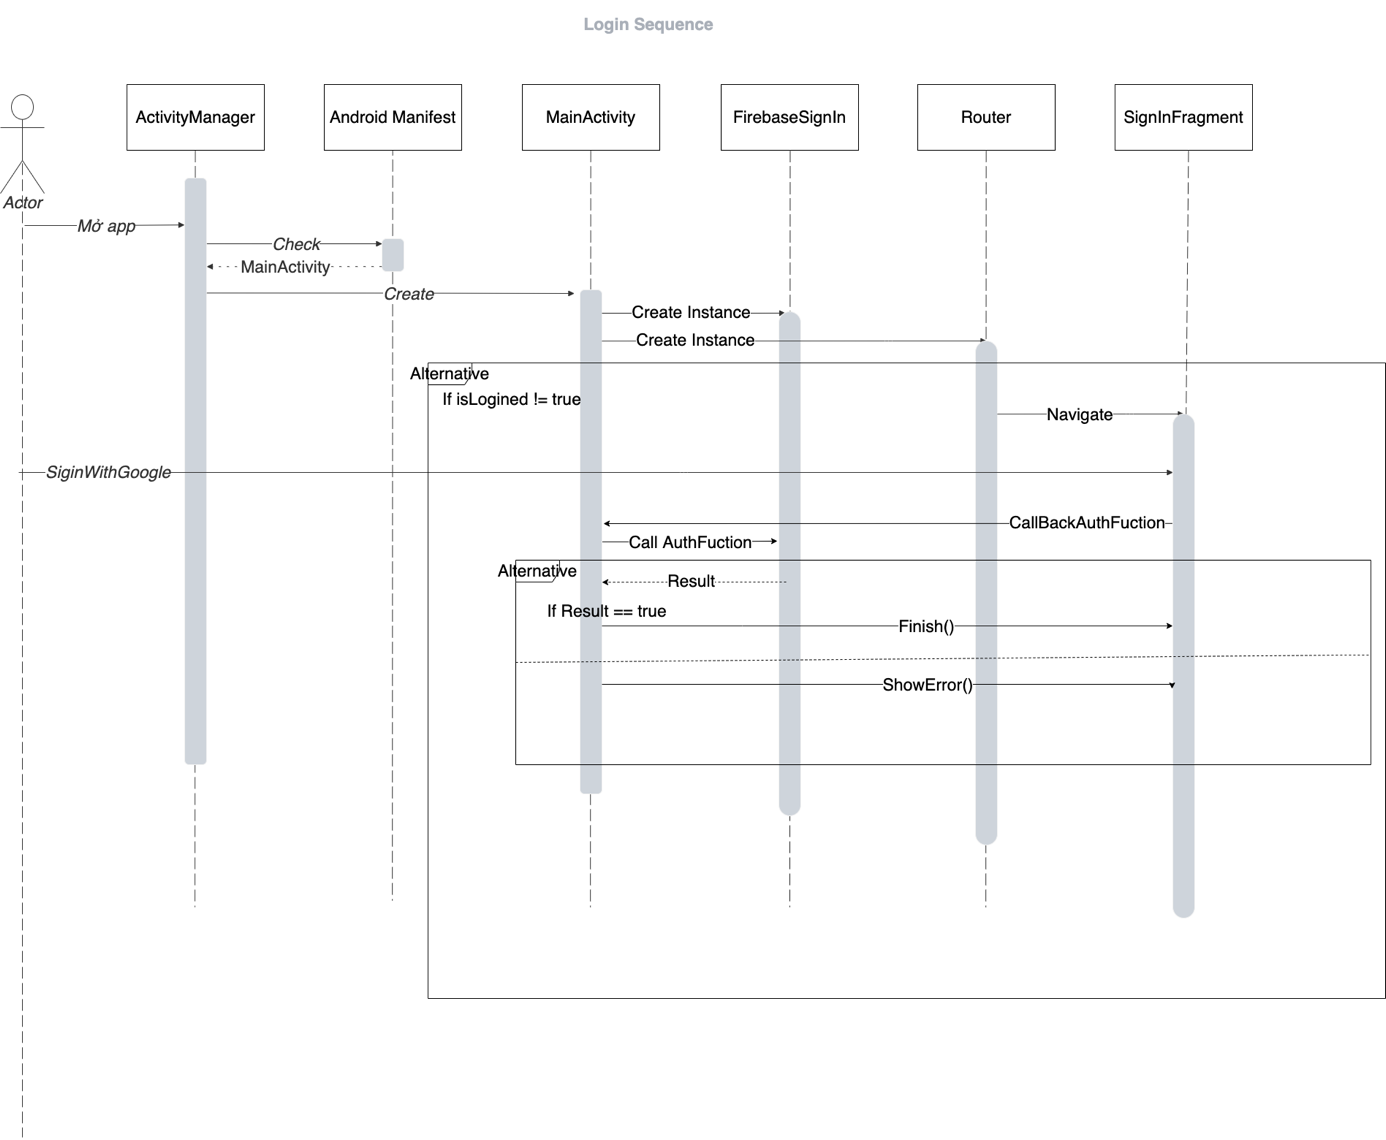 Login Sequence
ActivityManager
Android Manifest
MainActivity
FirebaseSignIn
Router
SignInFragment
Actor
Mở app
Check
MainActivity
Create
Create Instance
Create Instance
Alternative
If isLogined != true
Navigate
SiginWithGoogle
CallBackAuthFuction
Call AuthFuction
Alternative
Result
If Result == true
Finish()
ShowError()